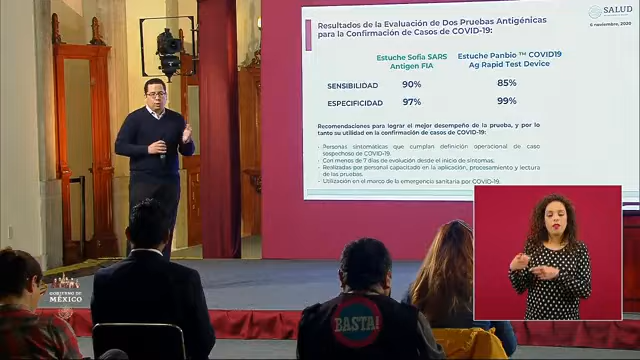 SALUD
6 noviembre, 2020
Resultados de la Evaluación de Dos Pruebas Antigénicas
para la Confirmación de Casos de COVID-19:
Estuche Sofia SARS Antigen FIA
Estuche Panbio ™ COVID19 Ag Rapid Test Device
SENSIBILIDAD 90% 85%
ESPECIFICIDAD 97% 99%
Recomendaciones para lograr el mejor desempeño de la prueba, y por lo
tanto su utilidad en la confirmación de casos de COVID-19:
- Personas sintomáticas que cumplan definición operacional de caso
sospechoso de COVID-19.
- Con menos de 7 días de evolución desde el inicio de síntomas.
- Realizadas por personal capacitado en la aplicación, procesamiento y lectura
de las pruebas.
- Utilización en el marco de la emergencia sanitaria por COVID-19.
GOBIERNO DE
MÉXICO
BASTA!